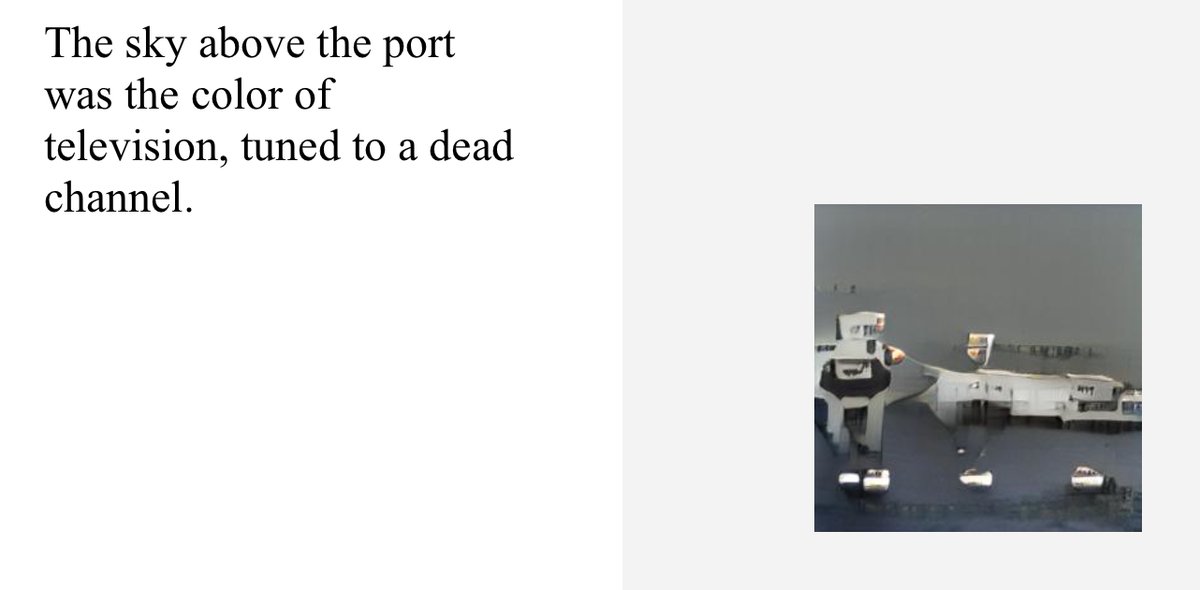 The sky above the port
was the color of
television, tuned to a dead
channel.